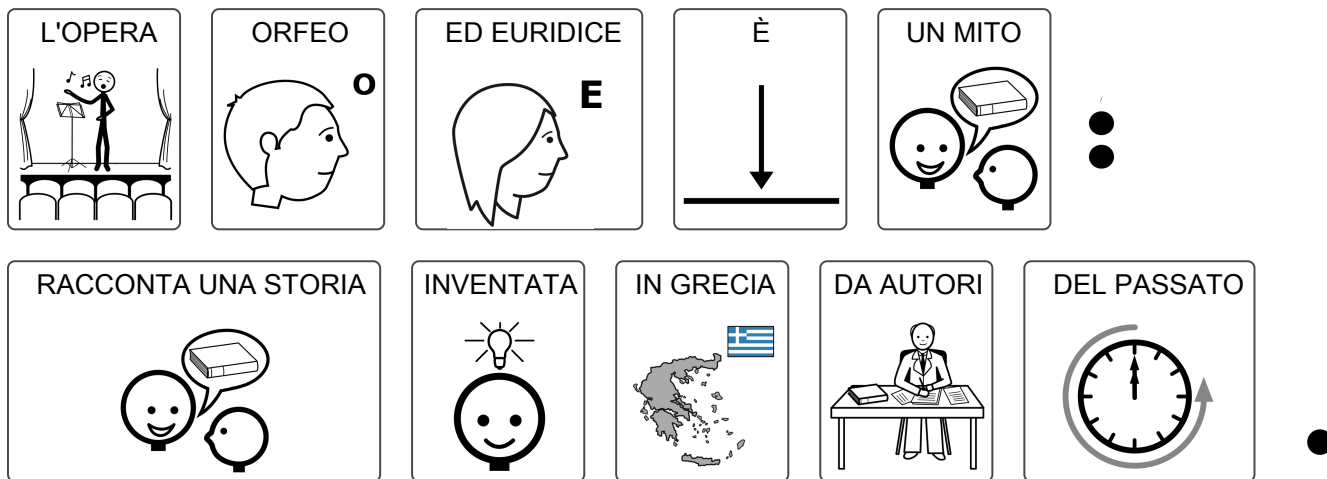 L'OPERA ORFEO ED EURIDICE È UN MITO :
O E
RACCONTA UNA STORIA INVENTATA IN GRECIA DA AUTORI DEL PASSATO .